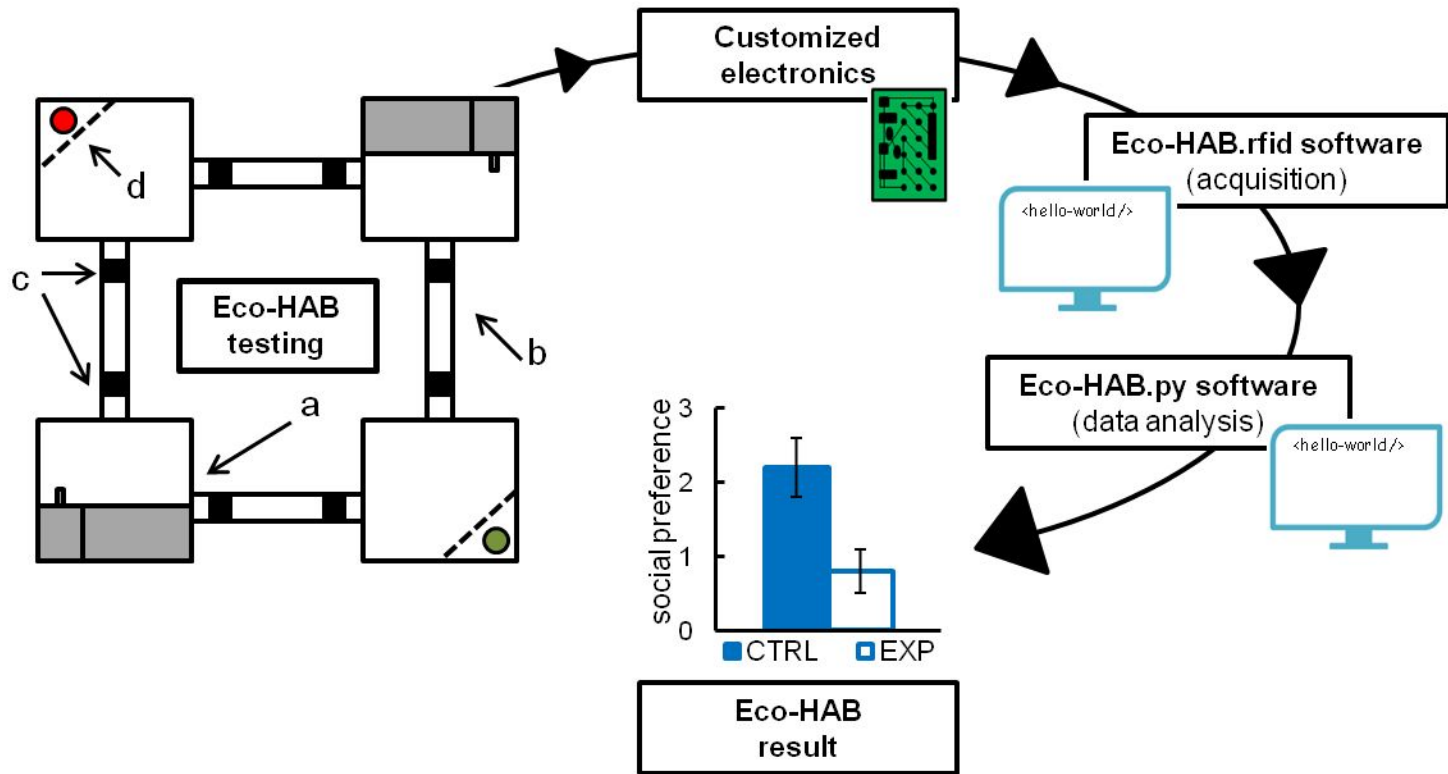 Customized
electronics
Eco-HAB.rfid software
(acquisition)
<hello-world/>
d
c
Eco-HAB
testing
b
a
Eco-HAB.py software
(data analysis)
<hello-world/>
social preference
3
2
1
0
CTRL EXP
Eco-HAB
result